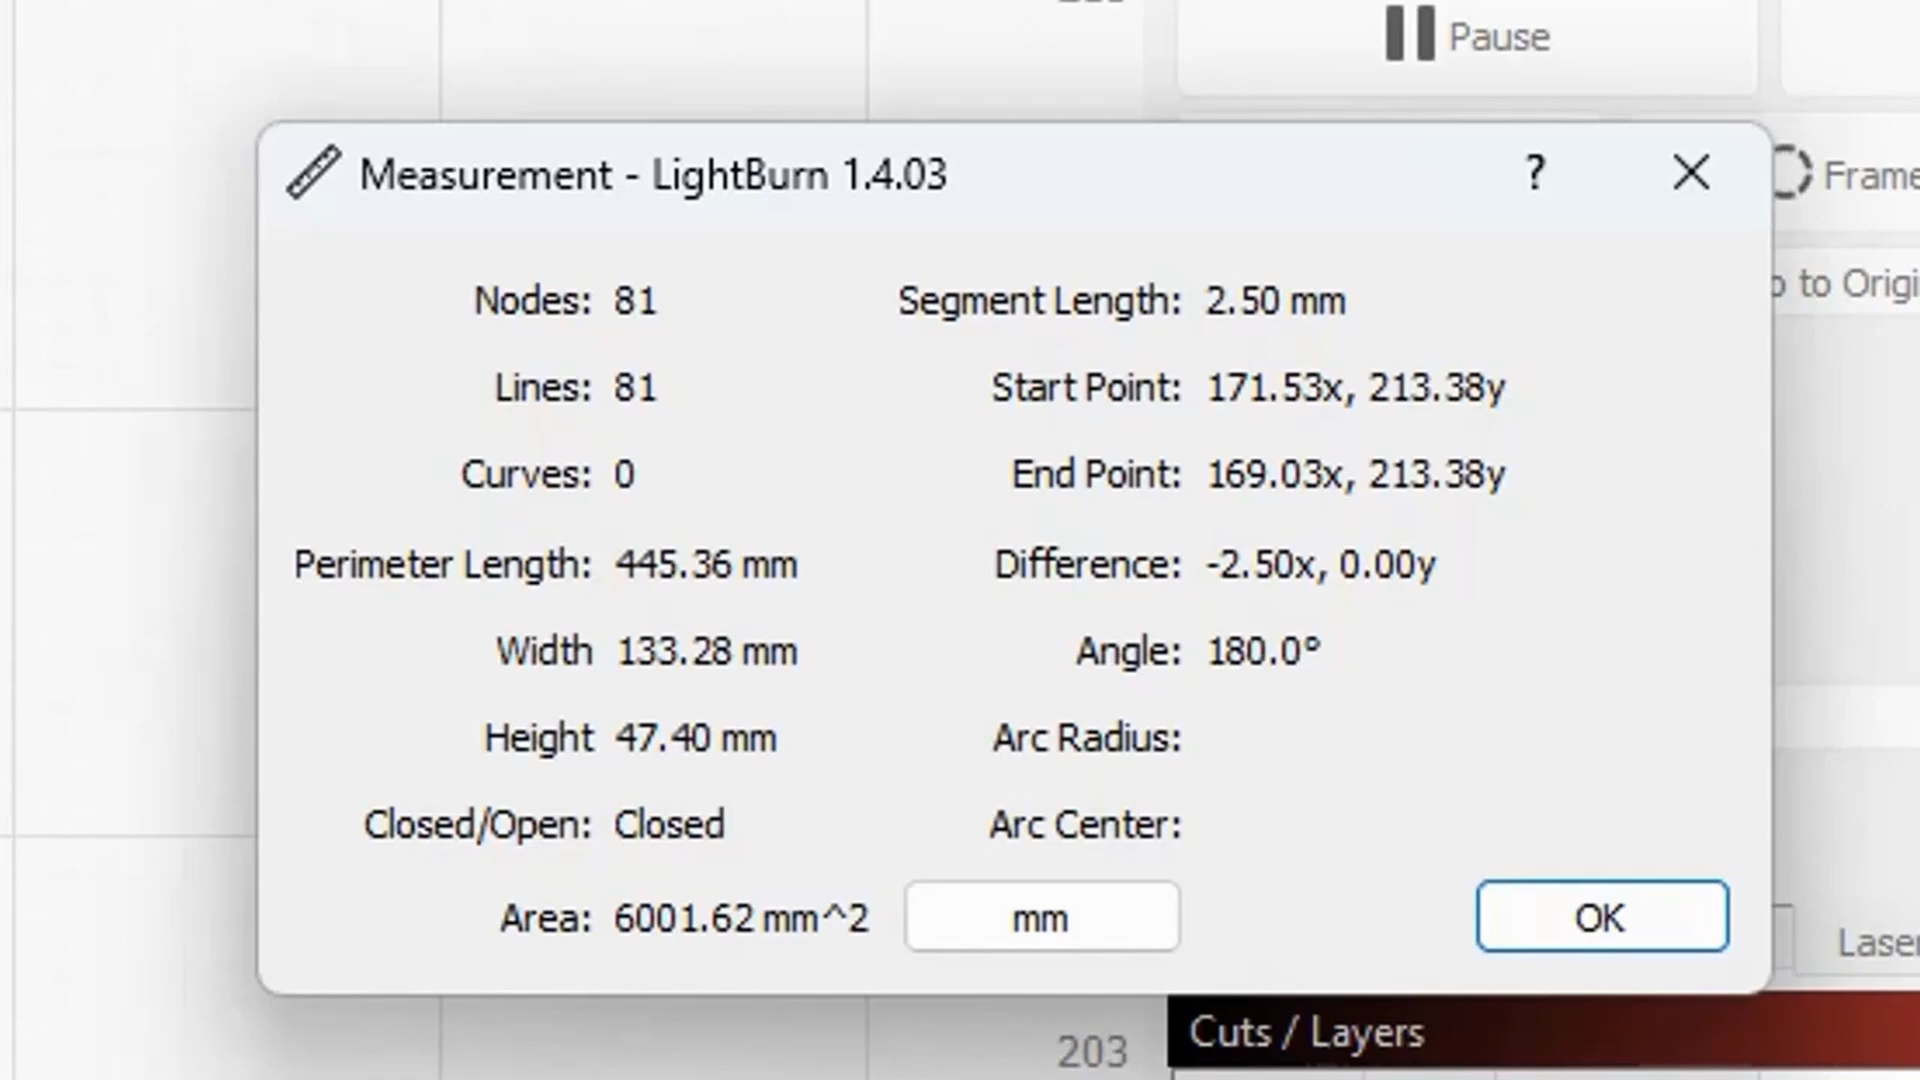 Pause
Measurement - LightBurn 1.4.03
?
Frame
Nodes: 81
Segment Length: 2.50 mm
to Origi
Lines: 81
Start Point: 171.53x, 213.38y
Curves: 0
End Point: 169.03x, 213.38y
Perimeter Length: 445.36 mm
Difference: -2.50x, 0.00y
Width 133.28 mm
Angle: 180.0°
Height 47.40 mm
Arc Radius:
Closed/Open: Closed
Arc Center:
Area: 6001.62 mm^2
mm
OK
Laser
Cuts / Layers
203